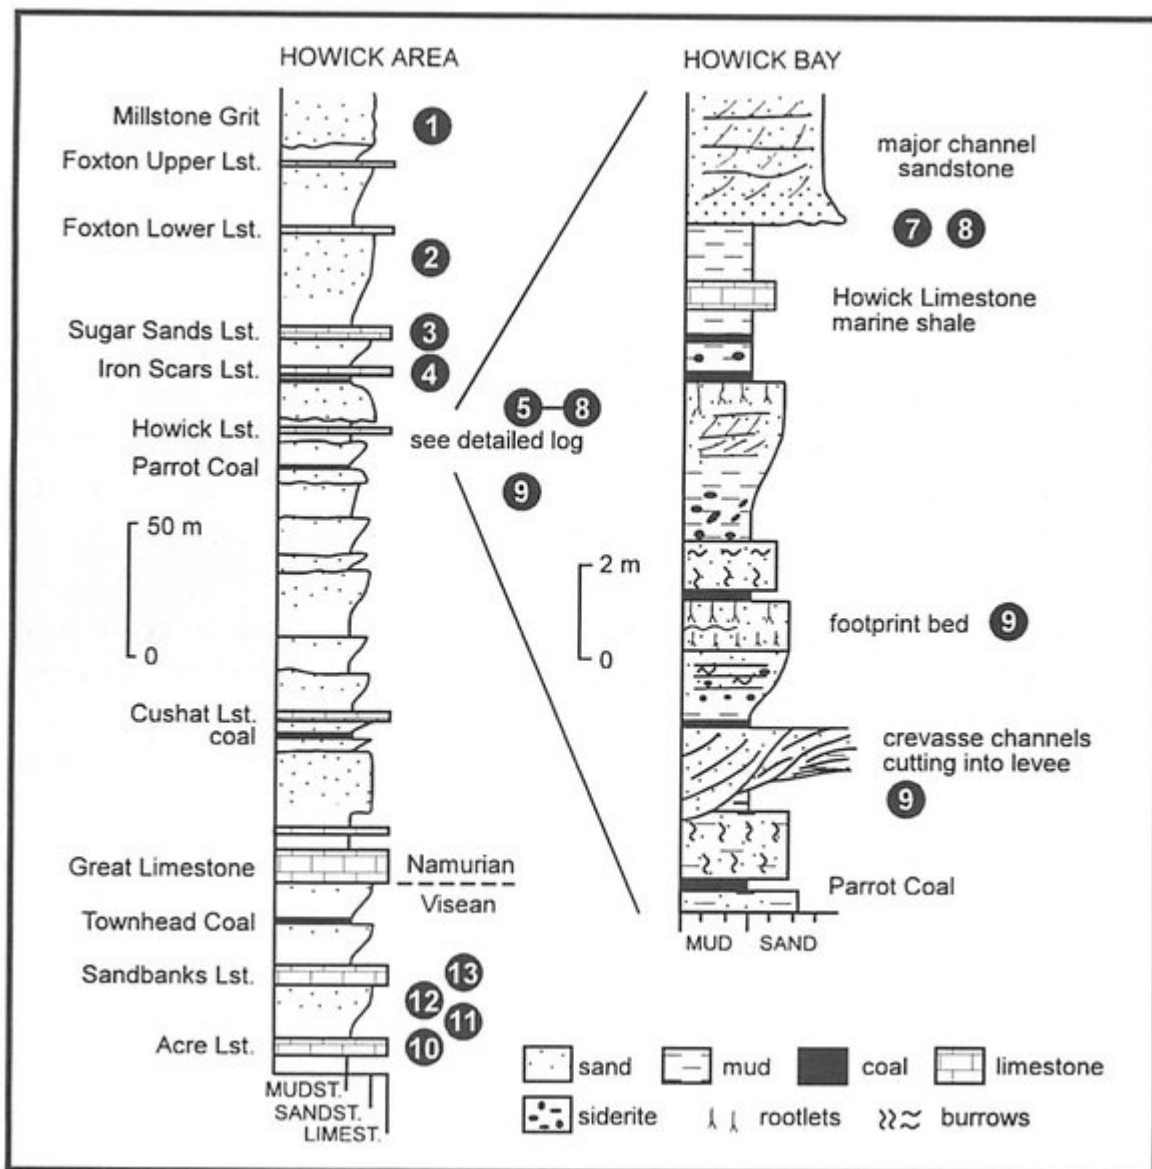 HOWICK AREA
Millstone Grit
1
Foxton Upper Lst.
Foxton Lower Lst.
2
Sugar Sands Lst.
3
Iron Scars Lst.
4
5 8
Howick Lst.
see detailed log
Parrot Coal
9
50 m
0
Cushat Lst.
coal
Great Limestone
Namurian
Visean
Townhead Coal
Sandbanks Lst.
13
12
11
Acre Lst.
10
MUDST.
SANDST.
LIMEST.
HOWICK BAY
major channel
sandstone
7 8
Howick Limestone
marine shale
2 m
0
footprint bed 9
crevasse channels
cutting into levee
9
Parrot Coal
MUD SAND
sand mud coal limestone
siderite rootlets burrows